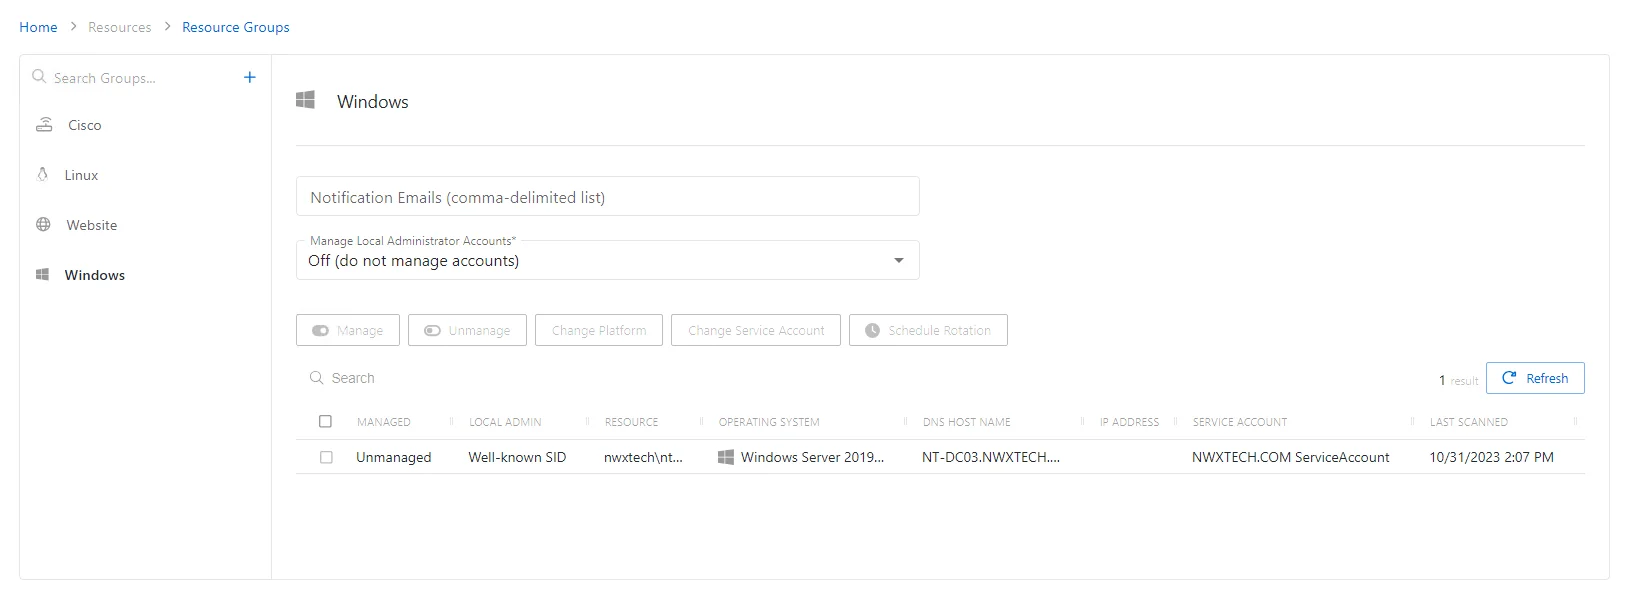 Home > Resources > Resource Groups
Search Groups...
Cisco
Linux
Website
Windows
Windows
Notification Emails (comma-delimited list)
Manage Local Administrator Accounts*
Off (do not manage accounts)
Manage Unmanage Change Platform Change Service Account Schedule Rotation
Search
1 result Refresh
MANAGED LOCAL ADMIN RESOURCE OPERATING SYSTEM DNS HOST NAME IP ADDRESS SERVICE ACCOUNT LAST SCANNED
Unmanaged Well-known SID nwxtech\nt... Windows Server 2019... NT-DC03.NWXTECH.... NWXTECH.COM ServiceAccount 10/31/2023 2:07 PM